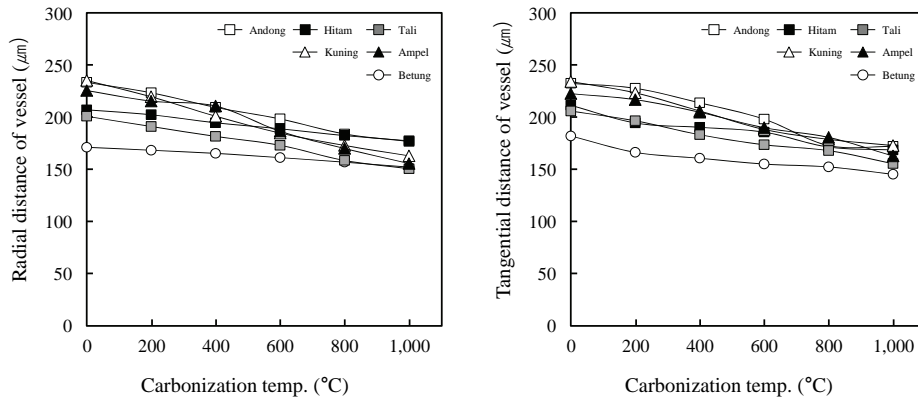 300
250
200
150
100
50
0
Radial distance of vessel (㎛)
Andong Hitam Tali
Kuning Ampel
Betung
0 200 400 600 800 1,000
Carbonization temp. (℃)
300
250
200
150
100
50
0
Tangential distance of vessel (㎛)
Andong Hitam Tali
Kuning Ampel
Betung
0 200 400 600 800 1,000
Carbonization temp. (℃)